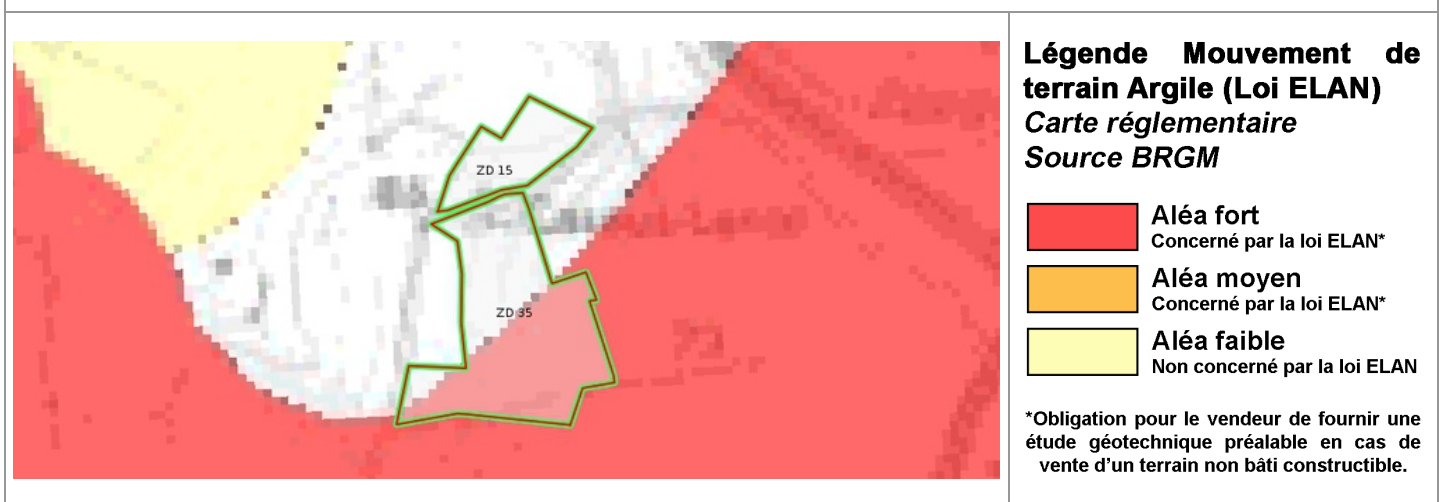 ZD 15
ZD 35
Légende Mouvement de
terrain Argile (Loi ELAN)
Carte réglementaire
Source BRGM
Aléa fort
Concerné par la loi ELAN*
Aléa moyen
Concerné par la loi ELAN*
Aléa faible
Non concerné par la loi ELAN
*Obligation pour le vendeur de fournir une
étude géotechnique préalable en cas de
vente d'un terrain non bâti constructible.